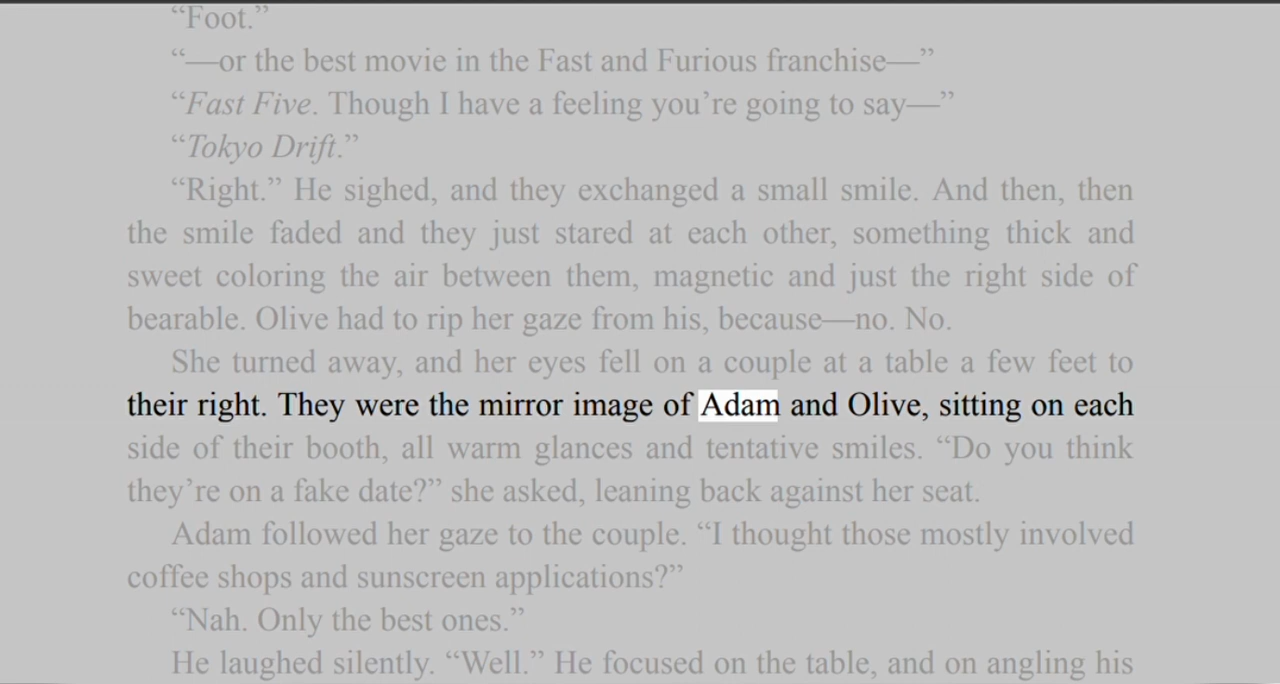 “Foot.”
“—or the best movie in the Fast and Furious franchise—”
“Fast Five. Though I have a feeling you’re going to say—”
“Tokyo Drift.”
“Right.” He sighed, and they exchanged a small smile. And then, then
the smile faded and they just stared at each other, something thick and
sweet coloring the air between them, magnetic and just the right side of
bearable. Olive had to rip her gaze from his, because—no. No.
She turned away, and her eyes fell on a couple at a table a few feet to
their right. They were the mirror image of Adam and Olive, sitting on each
side of their booth, all warm glances and tentative smiles. “Do you think
they’re on a fake date?” she asked, leaning back against her seat.
Adam followed her gaze to the couple. “I thought those mostly involved
coffee shops and sunscreen applications?”
“Nah. Only the best ones.”
He laughed silently. “Well.” He focused on the table, and on angling his